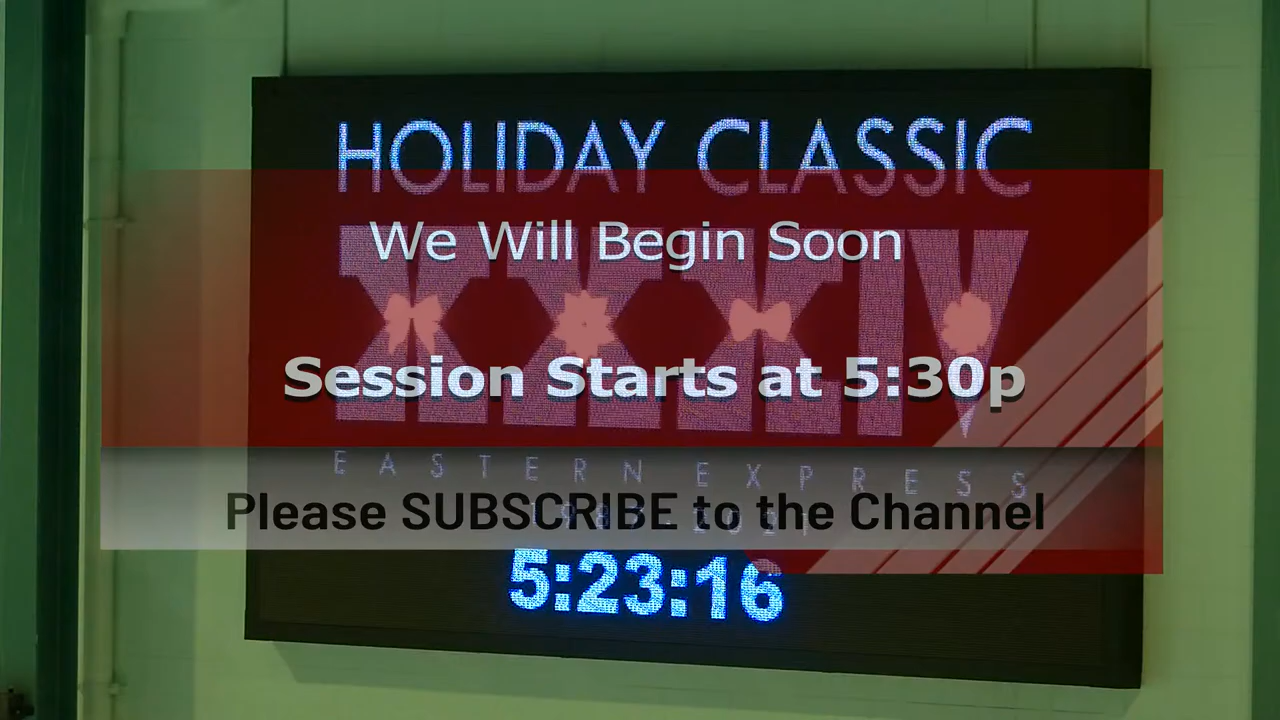 HOLIDAY CLASSIC
We Will Begin Soon
XXXIV
Session Starts at 5:30p
EASTERN EXPRESS
Please SUBSCRIBE to the Channel
5:23:16